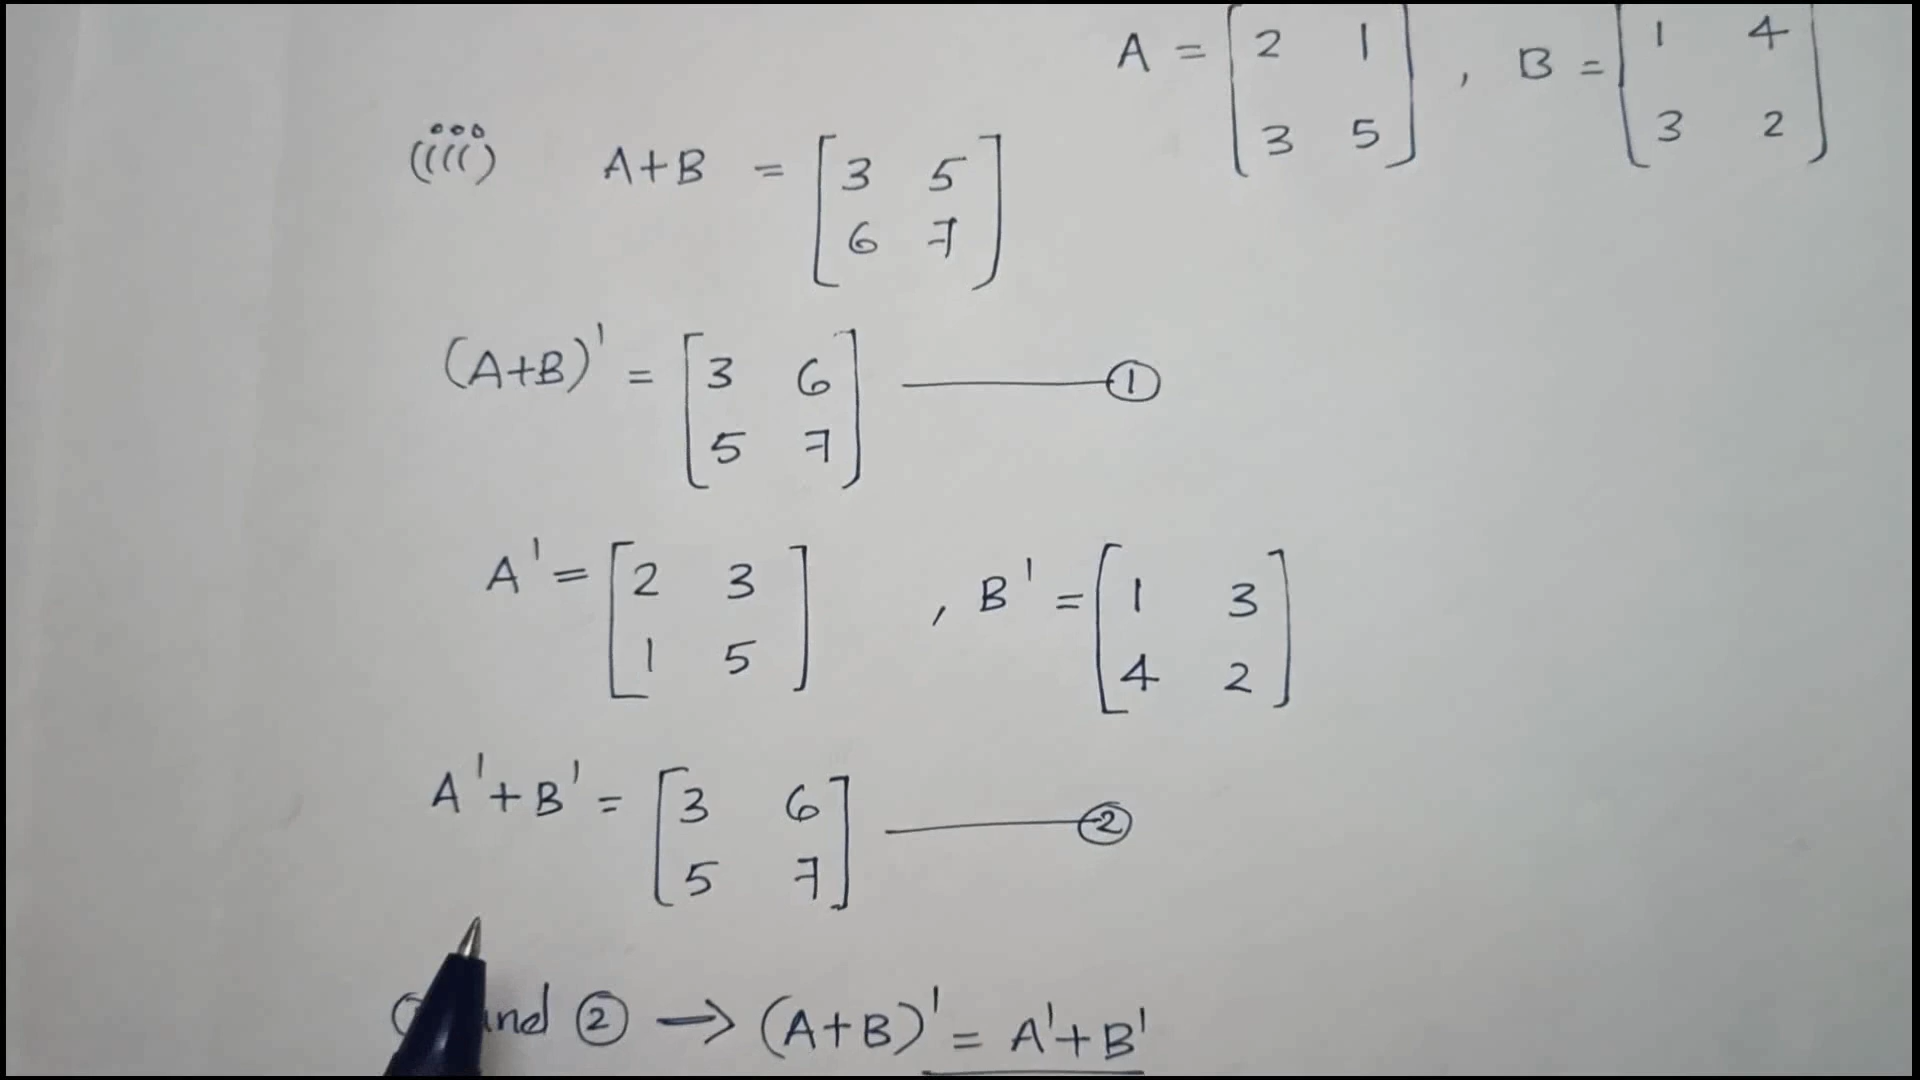 A = [2 1
3 5] , B = [1 4
3 2]
(iii) A+B = [3 5
6 7]
(A+B)' = [3 6
5 7] —— ①
A' = [2 3
1 5] , B' = [1 3
4 2]
A'+B' = [3 6
5 7] —— ②
② → (A+B)' = A'+B'